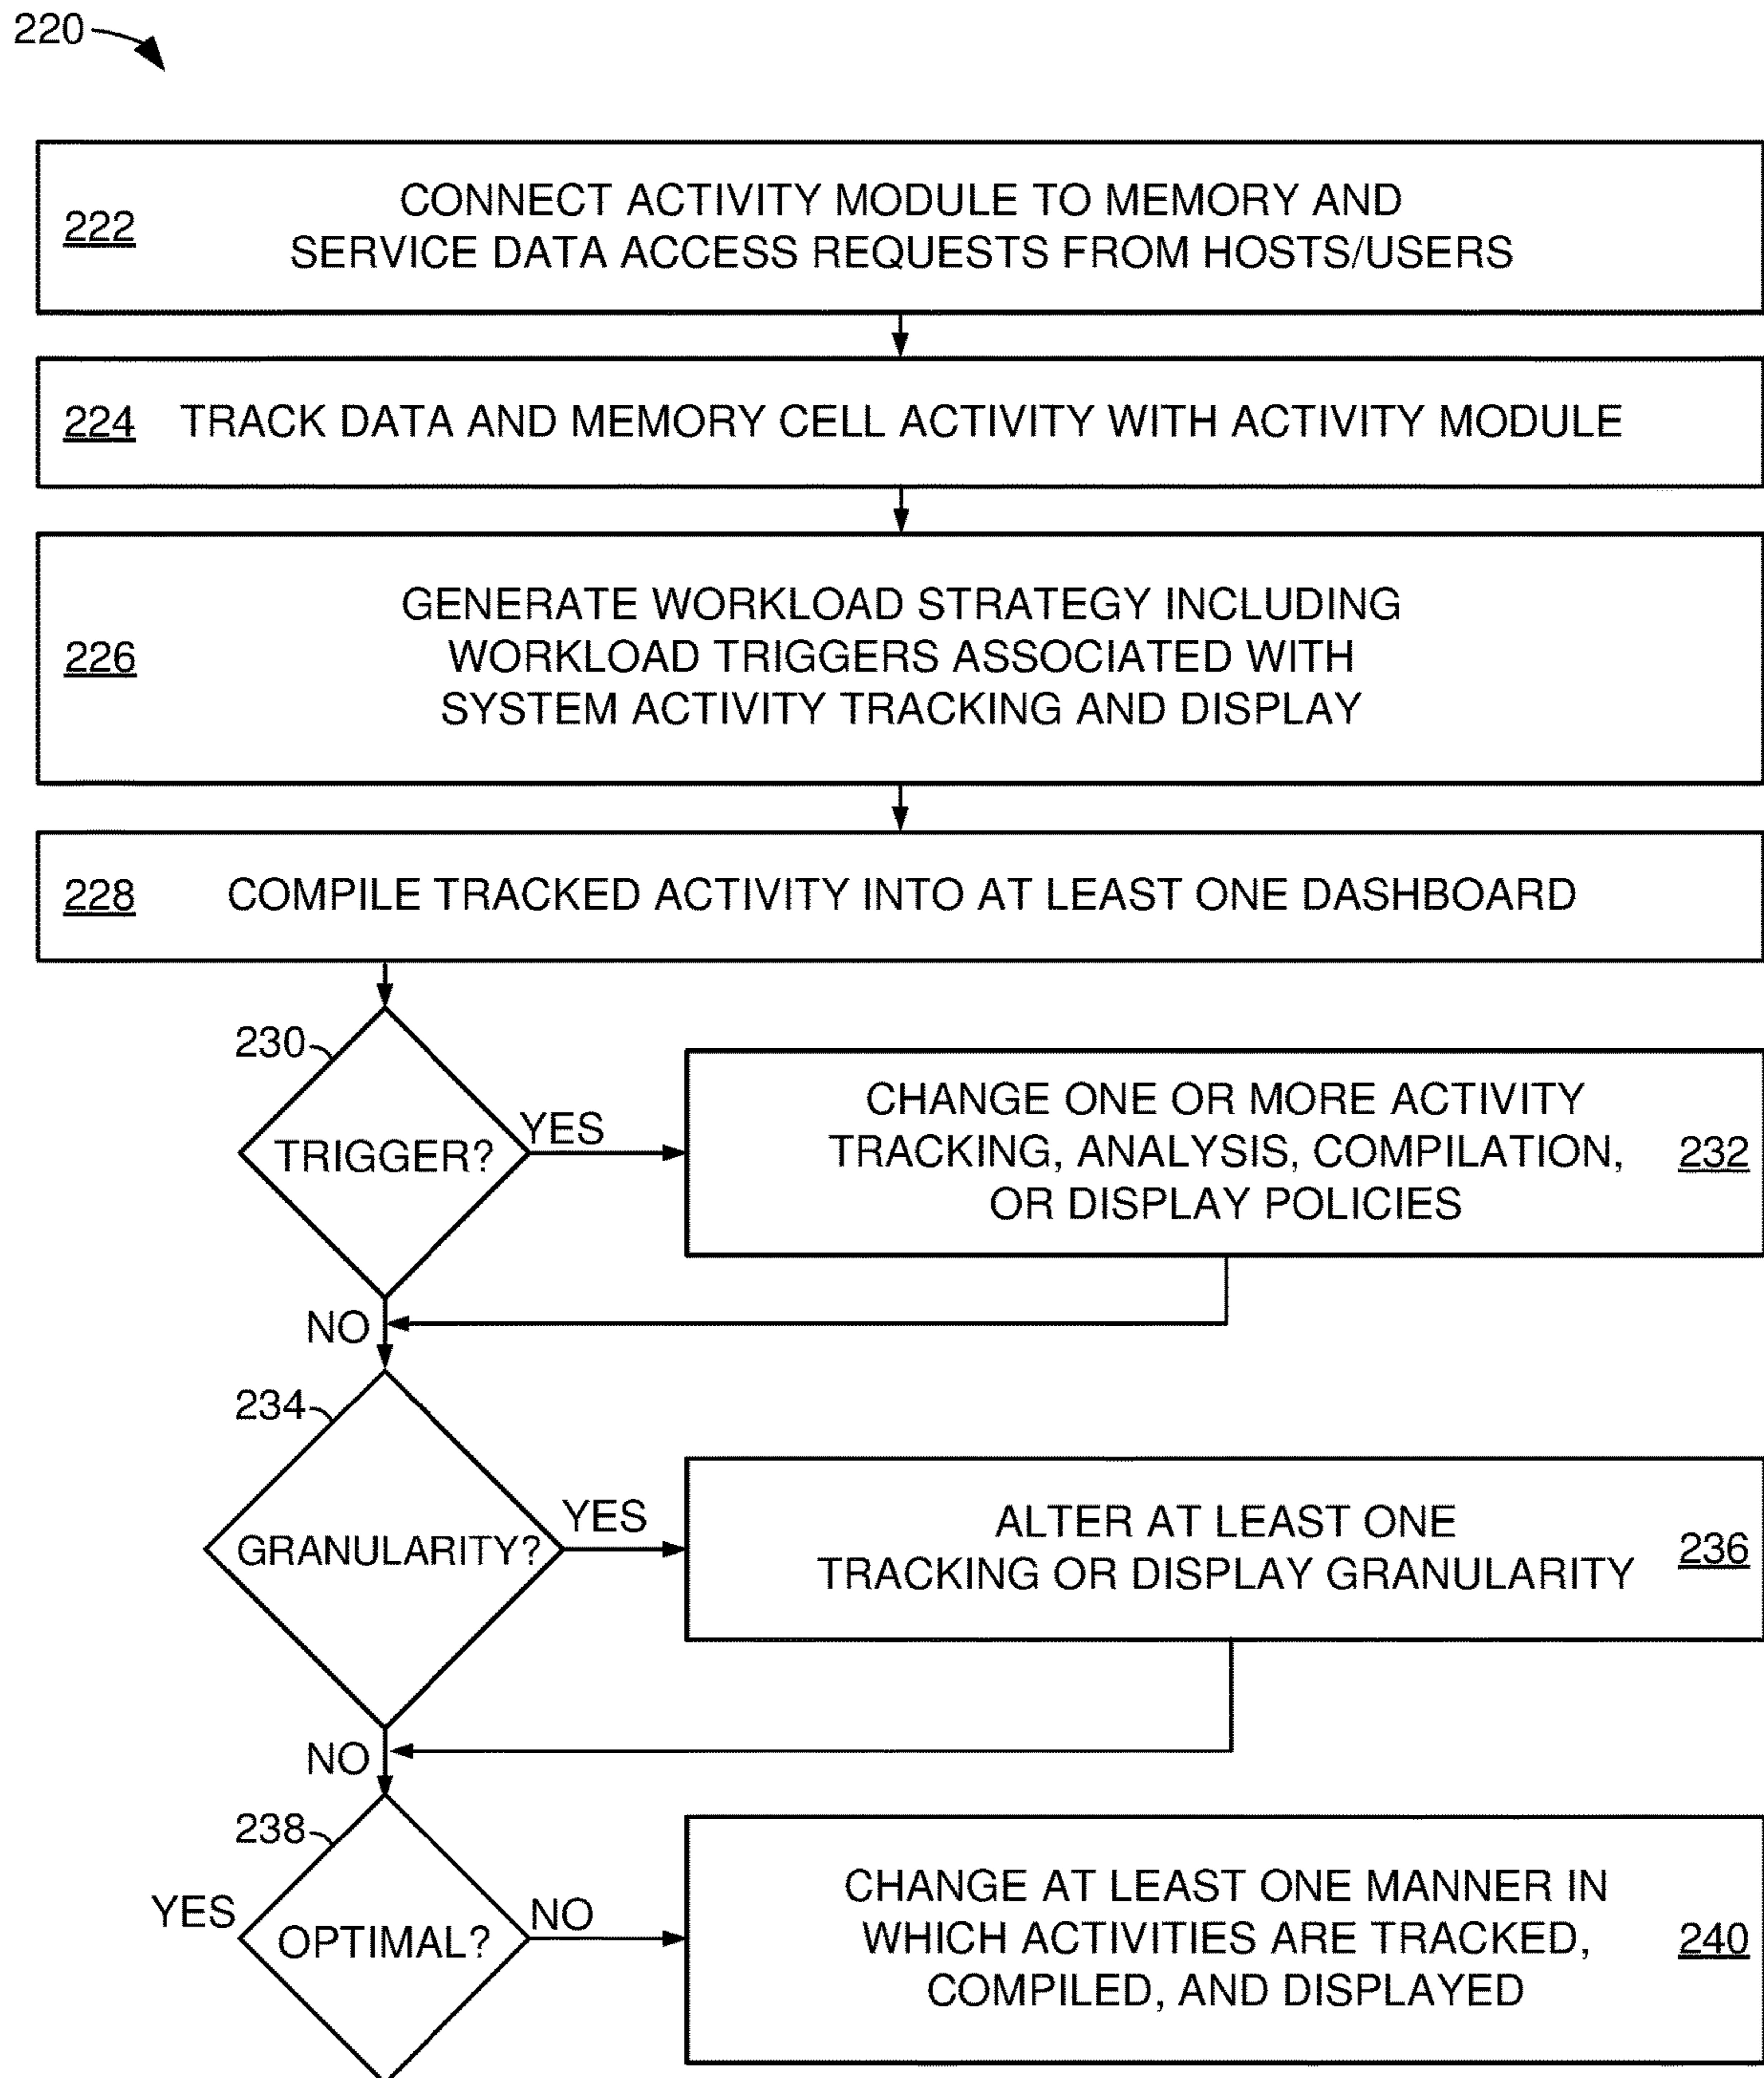 220
222
CONNECT ACTIVITY MODULE TO MEMORY AND
SERVICE DATA ACCESS REQUESTS FROM HOSTS/USERS
224 TRACK DATA AND MEMORY CELL ACTIVITY WITH ACTIVITY MODULE
226
GENERATE WORKLOAD STRATEGY INCLUDING
WORKLOAD TRIGGERS ASSOCIATED WITH
SYSTEM ACTIVITY TRACKING AND DISPLAY
228 COMPILE TRACKED ACTIVITY INTO AT LEAST ONE DASHBOARD
230
TRIGGER?
YES
CHANGE ONE OR MORE ACTIVITY
TRACKING, ANALYSIS, COMPILATION,
OR DISPLAY POLICIES
232
NO
234
GRANULARITY?
YES
ALTER AT LEAST ONE
TRACKING OR DISPLAY GRANULARITY
236
NO
238
YES
OPTIMAL?
NO
CHANGE AT LEAST ONE MANNER IN
WHICH ACTIVITIES ARE TRACKED,
COMPILED, AND DISPLAYED
240